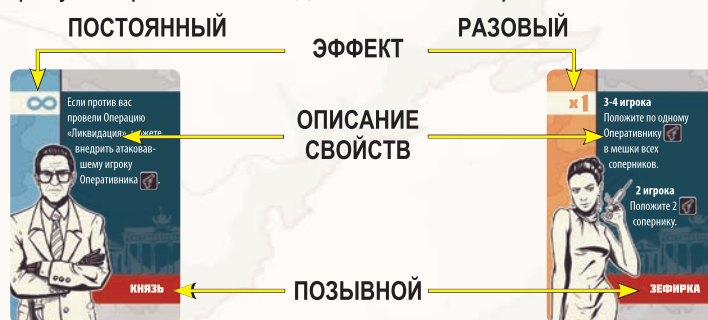 ПОСТОЯННЫЙ
РАЗОВЫЙ
ЭФФЕКТ
∞
Если против вас
провели Операцию
«Ликвидация»,
внедрить атаковав-
шему игроку
Оперативника
КНЯЗЬ
ОПИСАНИЕ
СВОЙСТВ
ПОЗЫВНОЙ
x1
3-4 игрока
Положите по одному
Оперативнику
в мешки всех
соперников.
2 игрока
Положите 2
сопернику.
ЗЕФИРКА